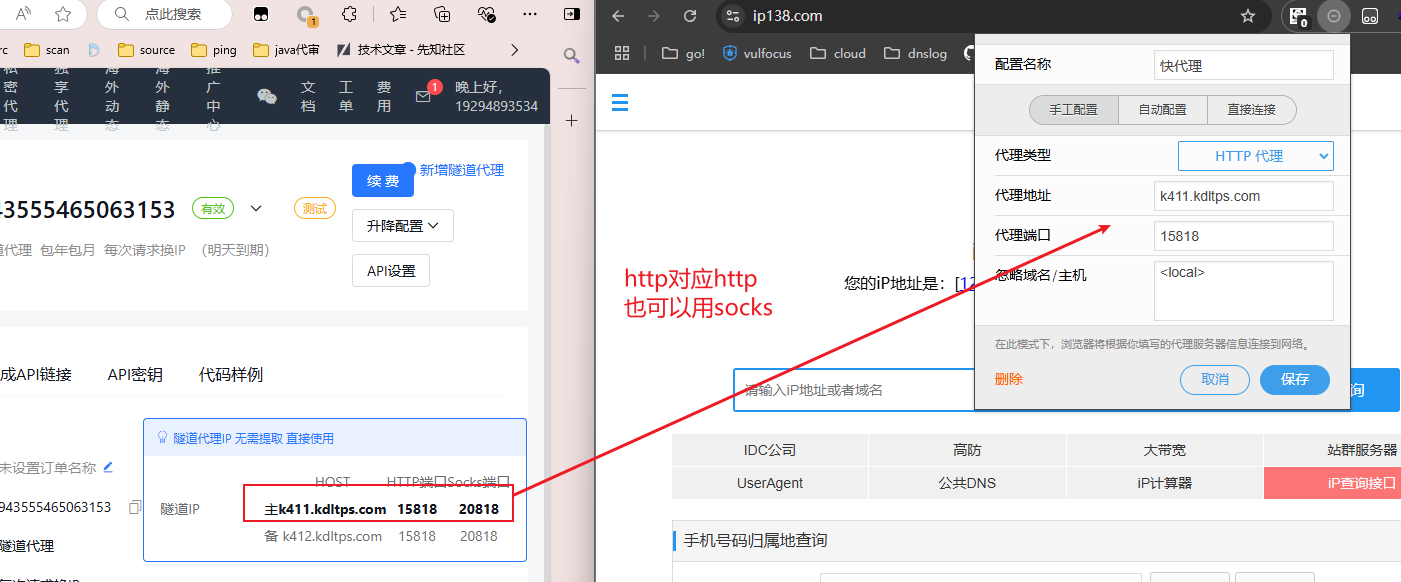 点此搜索
rc
scan
source
ping
java代审
技术文章 - 先知社区
私密代理
独享代理
海外动态
海外静态
推广中心
文档
工单
费用
1
晚上好，
19294893534
43555465063153
有效
测试
续 费
新增隧道代理
升降配置
API设置
道代理 包年包月 每次请求换IP （明天到期）
成API链接
API密钥
代码样例
隧道代理IP 无需提取 直接使用
未设置订单名称
HOST HTTP端口 Socks端口
943555465063153
隧道IP
主k411.kdltps.com 15818 20818
备 k412.kdltps.com 15818 20818
隧道代理
每次请求换IP
ip138.com
0
go!
vulfocus
cloud
dnslog
http对应http
也可以用socks
您的iP地址是：[12
请输入iP地址或者域名
询
IDC公司
高防
大带宽
站群服务器
UserAgent
公共DNS
iP计算器
iP查询接口
手机号码归属地查询
配置名称
快代理
手工配置
自动配置
直接连接
代理类型
HTTP 代理
代理地址
k411.kdltps.com
代理端口
15818
忽略域名/主机
<local>
在此模式下，浏览器将根据你填写的代理服务器信息连接到网络。
删除
取消
保存